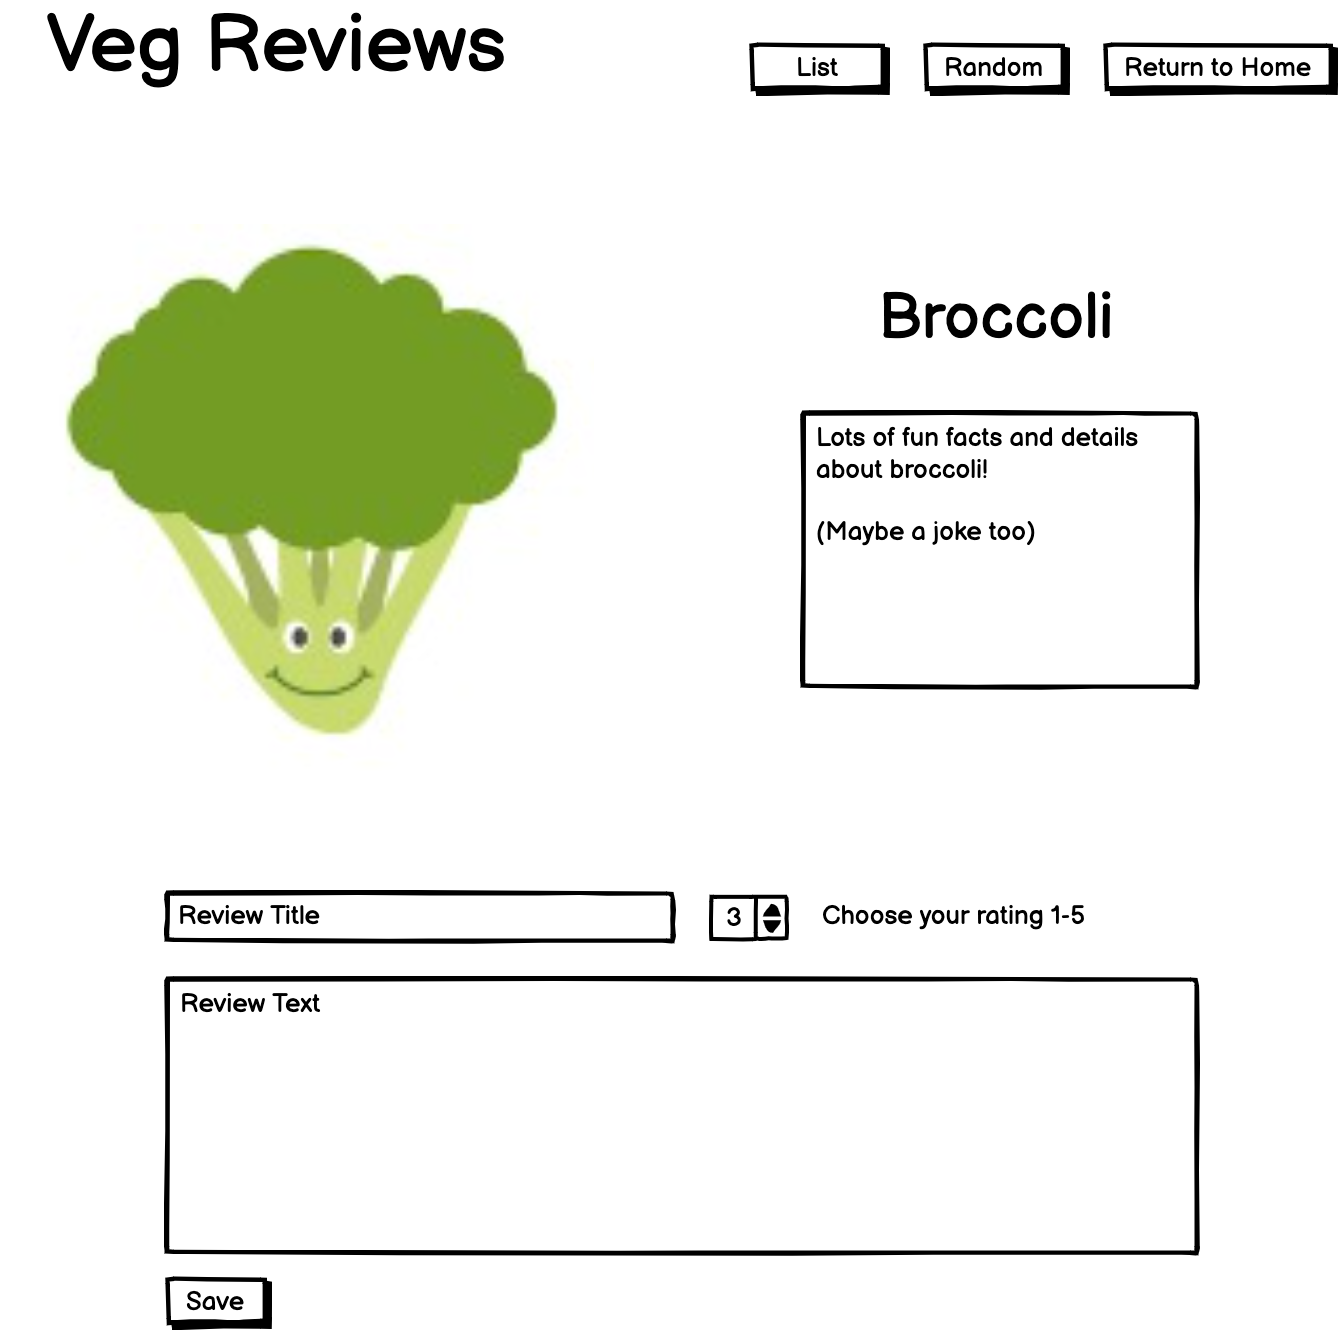 Veg Reviews
List
Random
Return to Home
Broccoli
Lots of fun facts and details
about broccoli!
(Maybe a joke too)
Review Title
3
Choose your rating 1-5
Review Text
Save